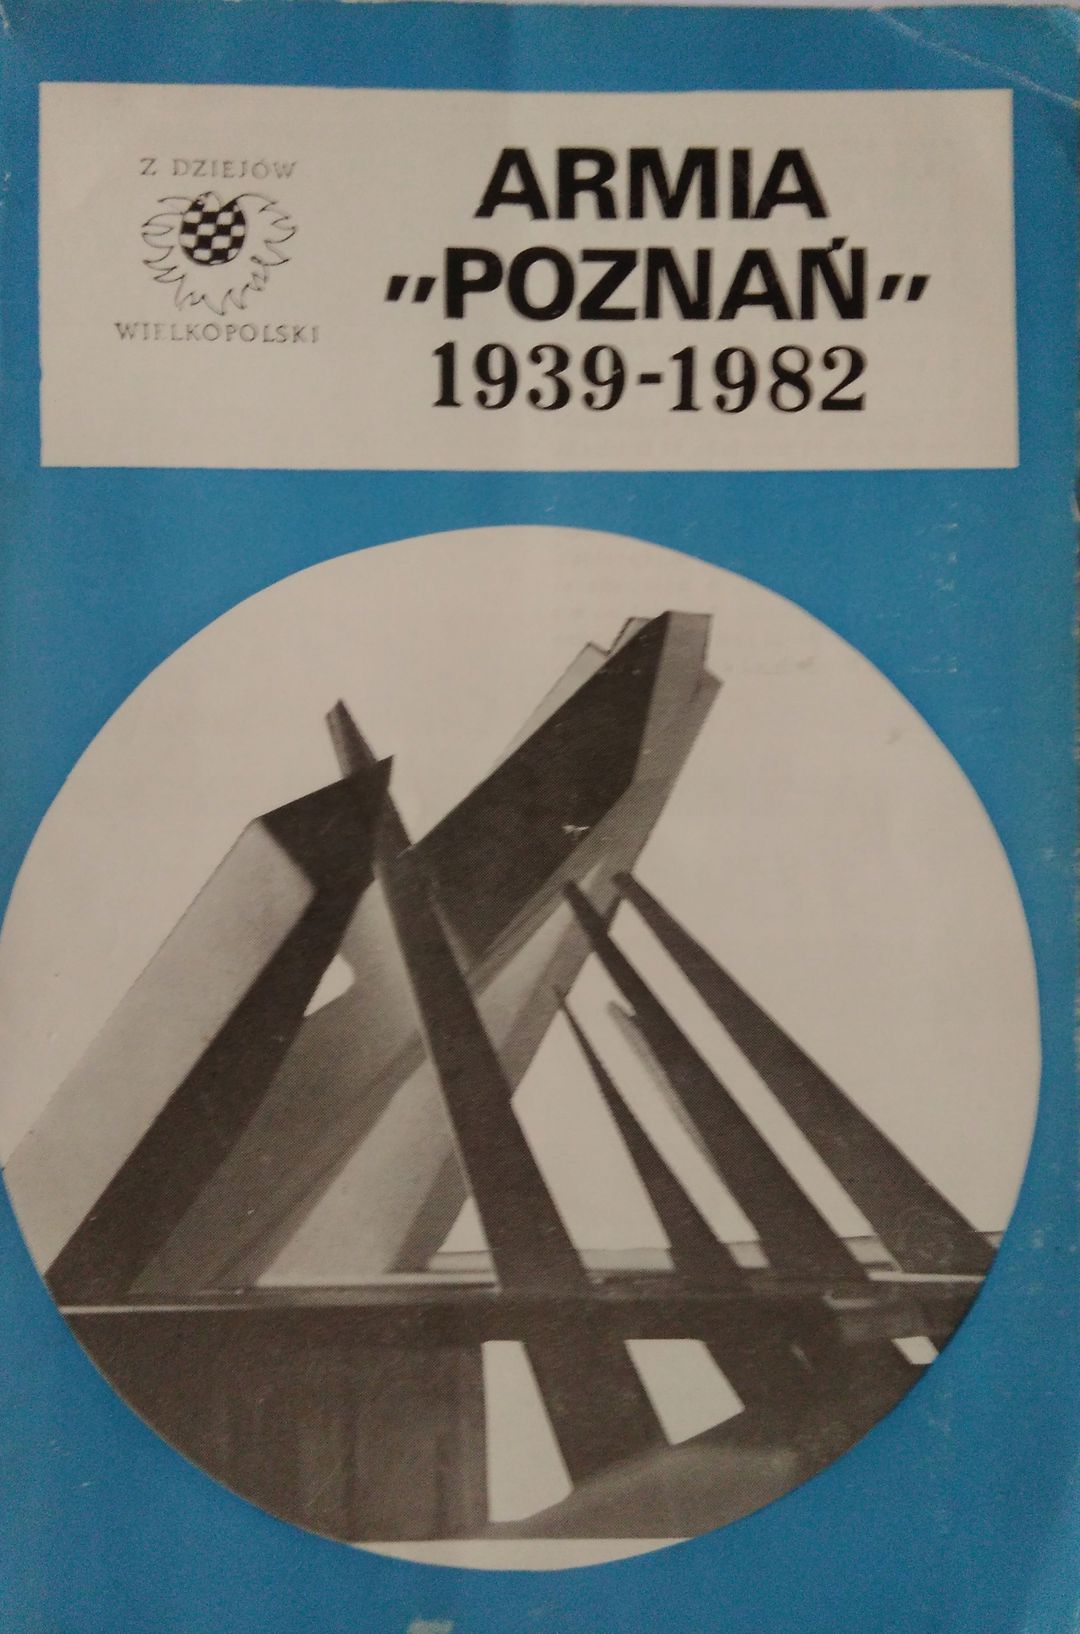 Z DZIEJÓW
WIELKOPOLSKI
ARMIA
„POZNAŃ”
1939-1982